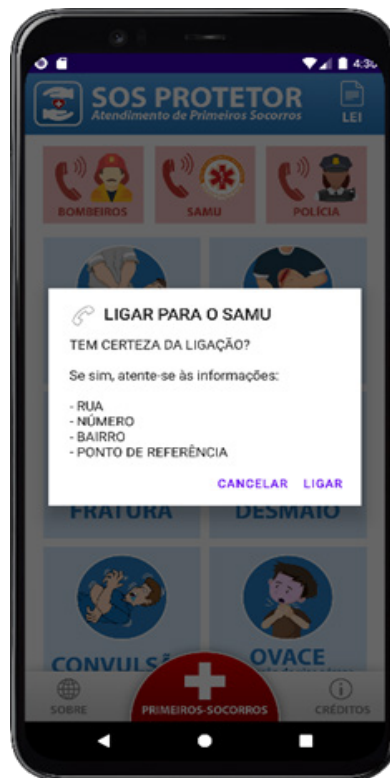 4:3
SOS PROTETOR
Atendimento de Primeiros Socorros
LEI
BOMBEIROS
SAMU
POLÍCIA
LIGAR PARA O SAMU
TEM CERTEZA DA LIGAÇÃO?
Se sim, atente-se às informações:
- RUA
- NÚMERO
- BAIRRO
- PONTO DE REFERÊNCIA
CANCELAR LIGAR
FRATURA
DESMAIO
CONVULSÃ
OVACE
SOBRE
PRIMEIROS-SOCORROS
CRÉDITOS